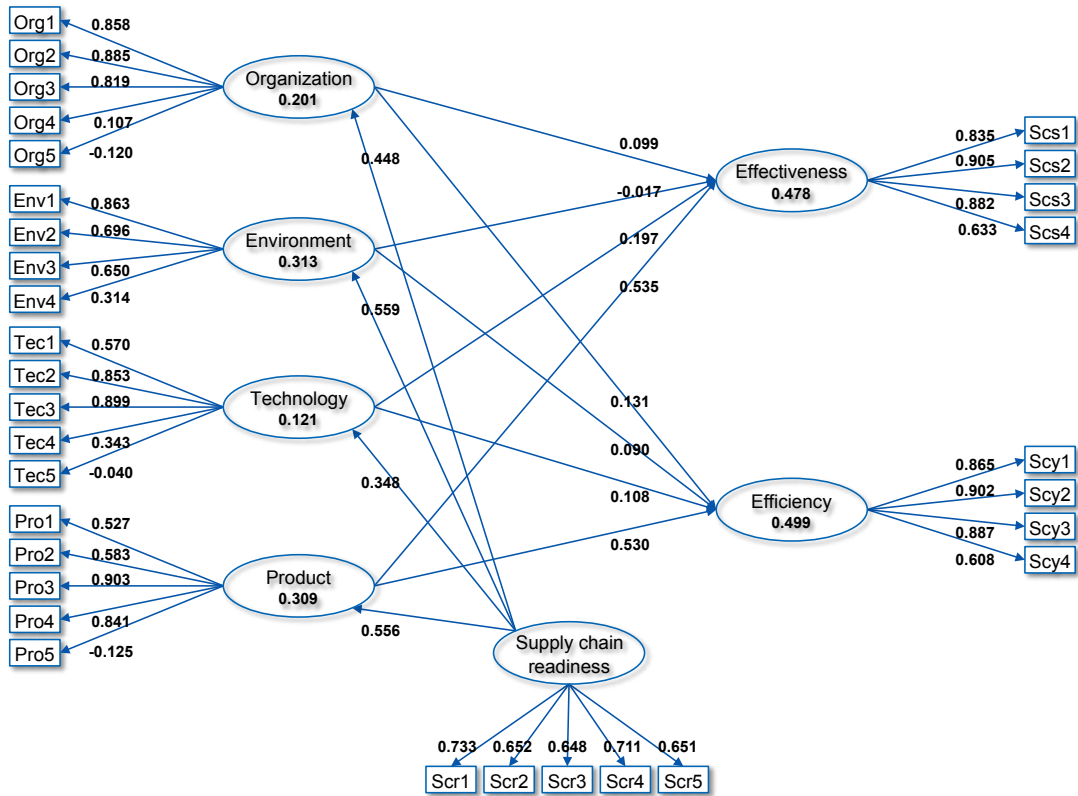 Org1
0.858
Org2
0.885
Org3
0.819
Org4
0.107
Org5
-0.120
Organization
0.201
Env1
0.863
Env2
0.696
Env3
0.650
Env4
0.314
Environment
0.313
Tec1
0.570
Tec2
0.853
Tec3
0.899
Tec4
0.343
Tec5
-0.040
Technology
0.121
Pro1
0.527
Pro2
0.583
Pro3
0.903
Pro4
0.841
Pro5
-0.125
Product
0.309
0.448
0.559
0.348
0.556
0.099
-0.017
0.197
0.535
0.131
0.090
0.108
0.530
Effectiveness
0.478
0.835
Scs1
0.905
Scs2
0.882
Scs3
0.633
Scs4
Efficiency
0.499
0.865
Scy1
0.902
Scy2
0.887
Scy3
0.608
Scy4
Supply chain
readiness
0.733
0.652
0.648
0.711
0.651
Scr1
Scr2
Scr3
Scr4
Scr5